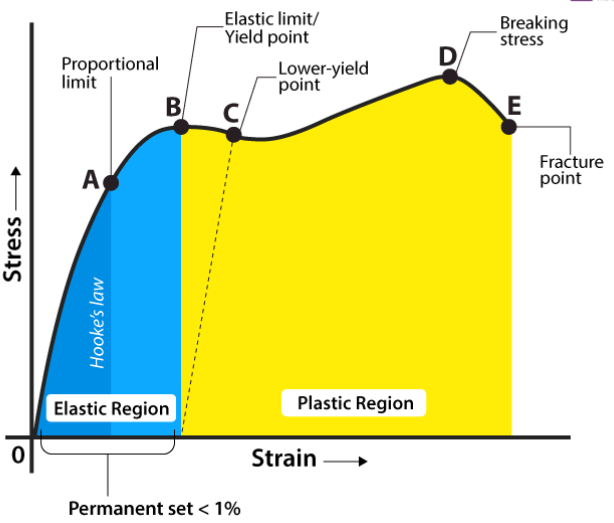 Elastic limit/
Yield point
Breaking
stress
Proportional
limit
Lower-yield
point
A
B
C
D
E
Fracture
point
Stress
Hooke's law
Elastic Region
Plastic Region
0
Strain
Permanent set < 1%